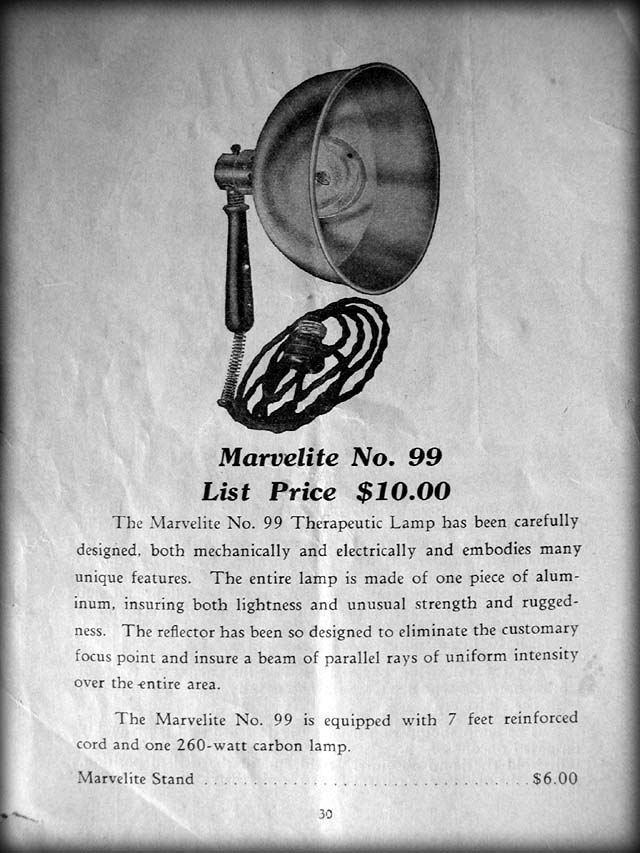 Marvelite No. 99
List Price $10.00
The Marvelite No. 99 Therapeutic Lamp has been carefully
designed, both mechanically and electrically and embodies many
unique features. The entire lamp is made of one piece of alum-
inum, insuring both lightness and unusual strength and rugged-
ness. The reflector has been so designed to eliminate the customary
focus point and insure a beam of parallel rays of uniform intensity
over the entire area.
The Marvelite No. 99 is equipped with 7 feet reinforced
cord and one 260-watt carbon lamp.
Marvelite Stand ................................. $6.00
30